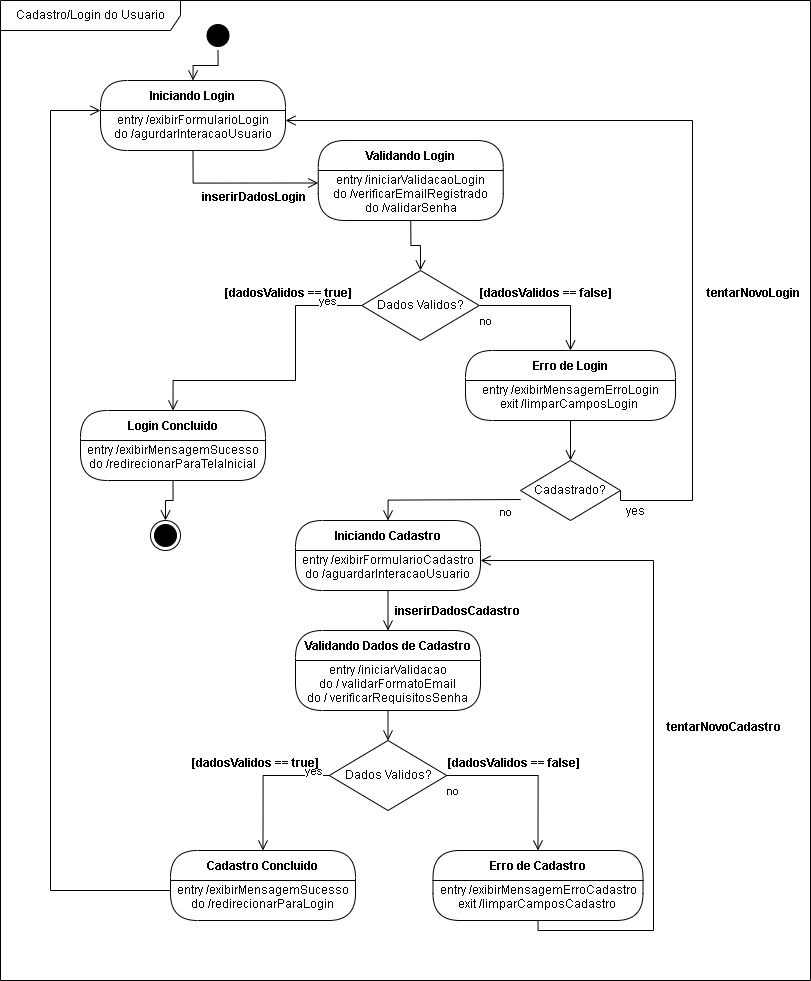 Cadastro/Login do Usuario
Iniciando Login
entry /exibirFormularioLogin
do /agurdarInteracaoUsuario
inserirDadosLogin
Validando Login
entry /iniciarValidacaoLogin
do /verificarEmailRegistrado
do /validarSenha
[dadosValidos == true]
yes
Dados Validos?
[dadosValidos == false]
no
tentarNovoLogin
Erro de Login
entry /exibirMensagemErroLogin
exit /limparCamposLogin
Login Concluido
entry /exibirMensagemSucesso
do /redirecionarParaTelaInicial
Cadastrado?
no
yes
Iniciando Cadastro
entry /exibirFormularioCadastro
do /aguardarInteracaoUsuario
inserirDadosCadastro
Validando Dados de Cadastro
entry /iniciarValidacao
do / validarFormatoEmail
do / verificarRequisitosSenha
tentarNovoCadastro
[dadosValidos == true]
yes
Dados Validos?
[dadosValidos == false]
no
Cadastro Concluido
entry /exibirMensagemSucesso
do /redirecionarParaLogin
Erro de Cadastro
entry /exibirMensagemErroCadastro
exit /limparCamposCadastro